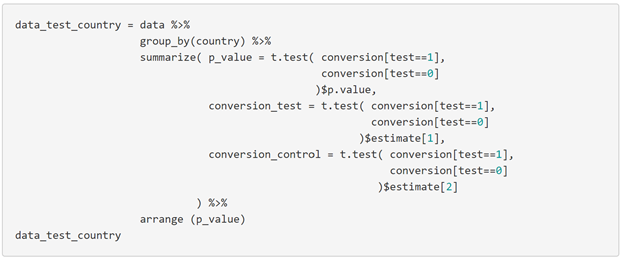 data_test_country = data %>%
group_by(country) %>%
summarize( p_value = t.test( conversion[test==1],
conversion[test==0]
)$p.value,
conversion_test = t.test( conversion[test==1],
conversion[test==0]
)$estimate[1],
conversion_control = t.test( conversion[test==1],
conversion[test==0]
)$estimate[2]
) %>%
arrange (p_value)
data_test_country